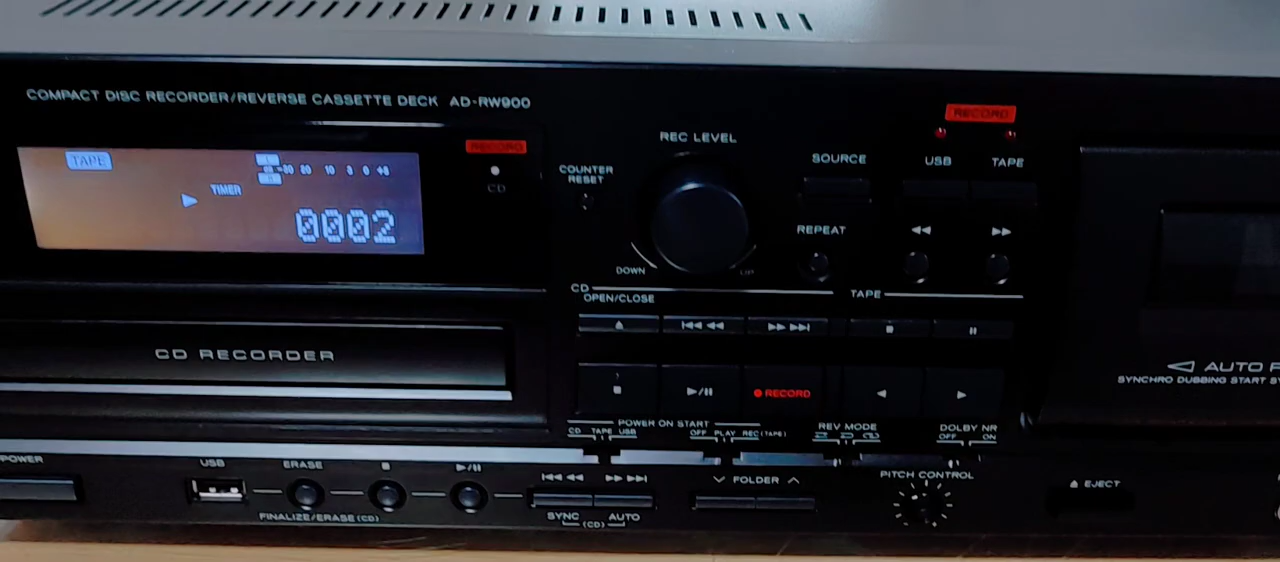 COMPACT DISC RECORDER/REVERSE CASSETTE DECK AD-RW900
RECORD
CD
TAPE
TIMER
0002
COUNTER
RESET
REC LEVEL
DOWN
UP
SOURCE
REPEAT
RECORD
USB
TAPE
CD
OPEN/CLOSE
TAPE
RECORD
CD RECORDER
AUTO
SYNCHRO DUBBING START
POWER ON START
CD TAPE USB
OFF PLAY REC(TAPE)
REV MODE
DOLBY NR
OFF ON
POWER
USB
ERASE
FINALIZE/ERASE (CD)
SYNC
(CD)
AUTO
FOLDER
PITCH CONTROL
EJECT